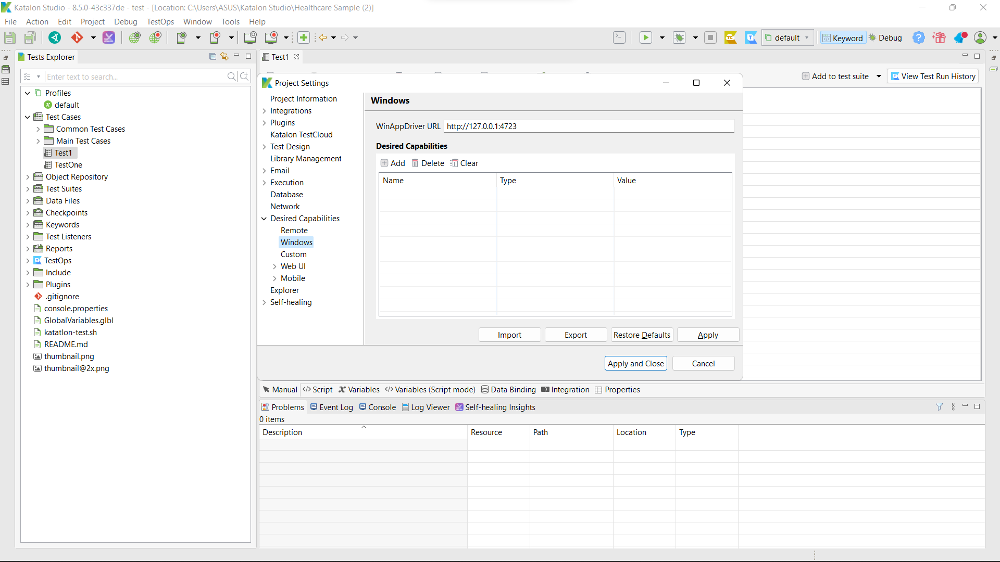 Katalon Studio - 8.5.0-43c337de - test - [Location: C:\Users\ASUS\Katalon Studio\Healthcare Sample (2)]
File Action Edit Project Debug TestOps Window Tools Help
default Keyword Debug
Tests Explorer
Enter text to search...
Profiles
default
Test Cases
Common Test Cases
Main Test Cases
Test1
TestOne
Object Repository
Test Suites
Data Files
Checkpoints
Keywords
Test Listeners
Reports
TestOps
Include
Plugins
.gitignore
console.properties
GlobalVariables.glbl
katatlon-test.sh
README.md
thumbnail.png
thumbnail@2x.png
Test1
Add to test suite View Test Run History
Project Settings
Project Information
Integrations
Plugins
Katalon TestCloud
Test Design
Library Management
Email
Execution
Database
Network
Desired Capabilities
Remote
Windows
Custom
Web UI
Mobile
Explorer
Self-healing
Windows
WinAppDriver URL http://127.0.0.1:4723
Desired Capabilities
Add Delete Clear
Name Type Value
Import Export Restore Defaults Apply
Apply and Close Cancel
Manual Script Variables Variables (Script mode) Data Binding Integration Properties
Problems Event Log Console Log Viewer Self-healing Insights
0 items
Description Resource Path Location Type